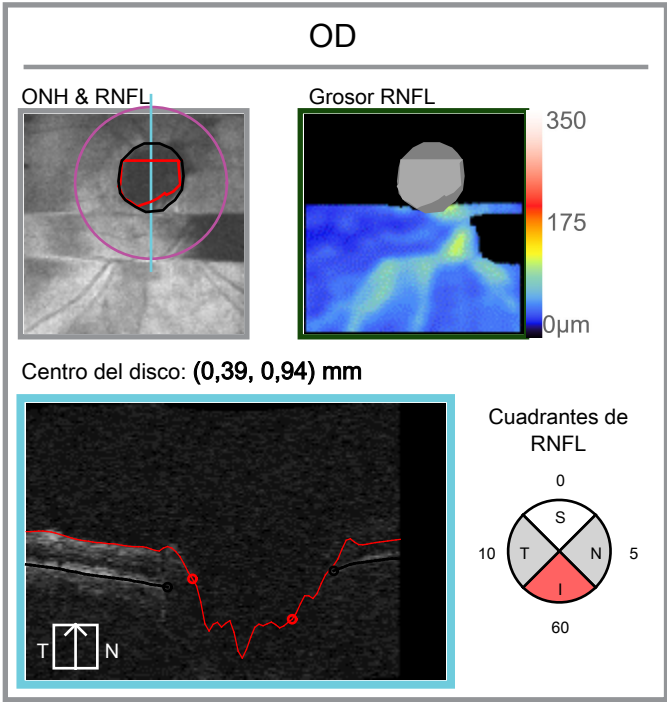 OD
ONH & RNFL
Grosor RNFL
350
175
0µm
Centro del disco: (0,39, 0,94) mm
Cuadrantes de
RNFL
0
S
10
T
N
5
I
60
T
N